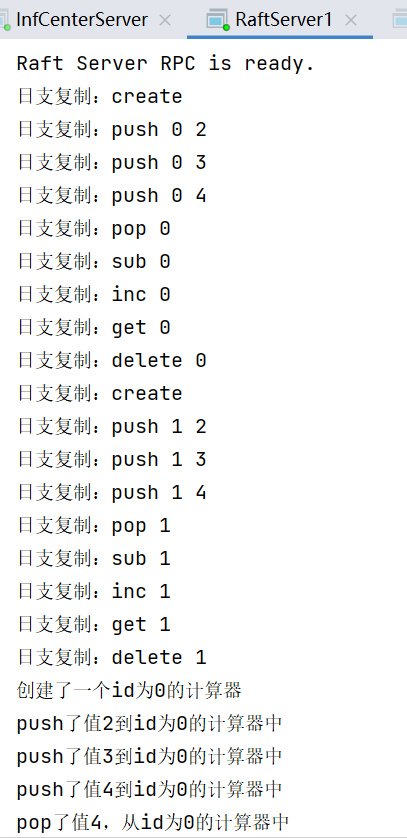 InfCenterServer
RaftServer1
Raft Server RPC is ready.
日支复制：create
日支复制：push 0 2
日支复制：push 0 3
日支复制：push 0 4
日支复制：pop 0
日支复制：sub 0
日支复制：inc 0
日支复制：get 0
日支复制：delete 0
日支复制：create
日支复制：push 1 2
日支复制：push 1 3
日支复制：push 1 4
日支复制：pop 1
日支复制：sub 1
日支复制：inc 1
日支复制：get 1
日支复制：delete 1
创建了一个id为0的计算器
push了值2到id为0的计算器中
push了值3到id为0的计算器中
push了值4到id为0的计算器中
pop了值4，从id为0的计算器中